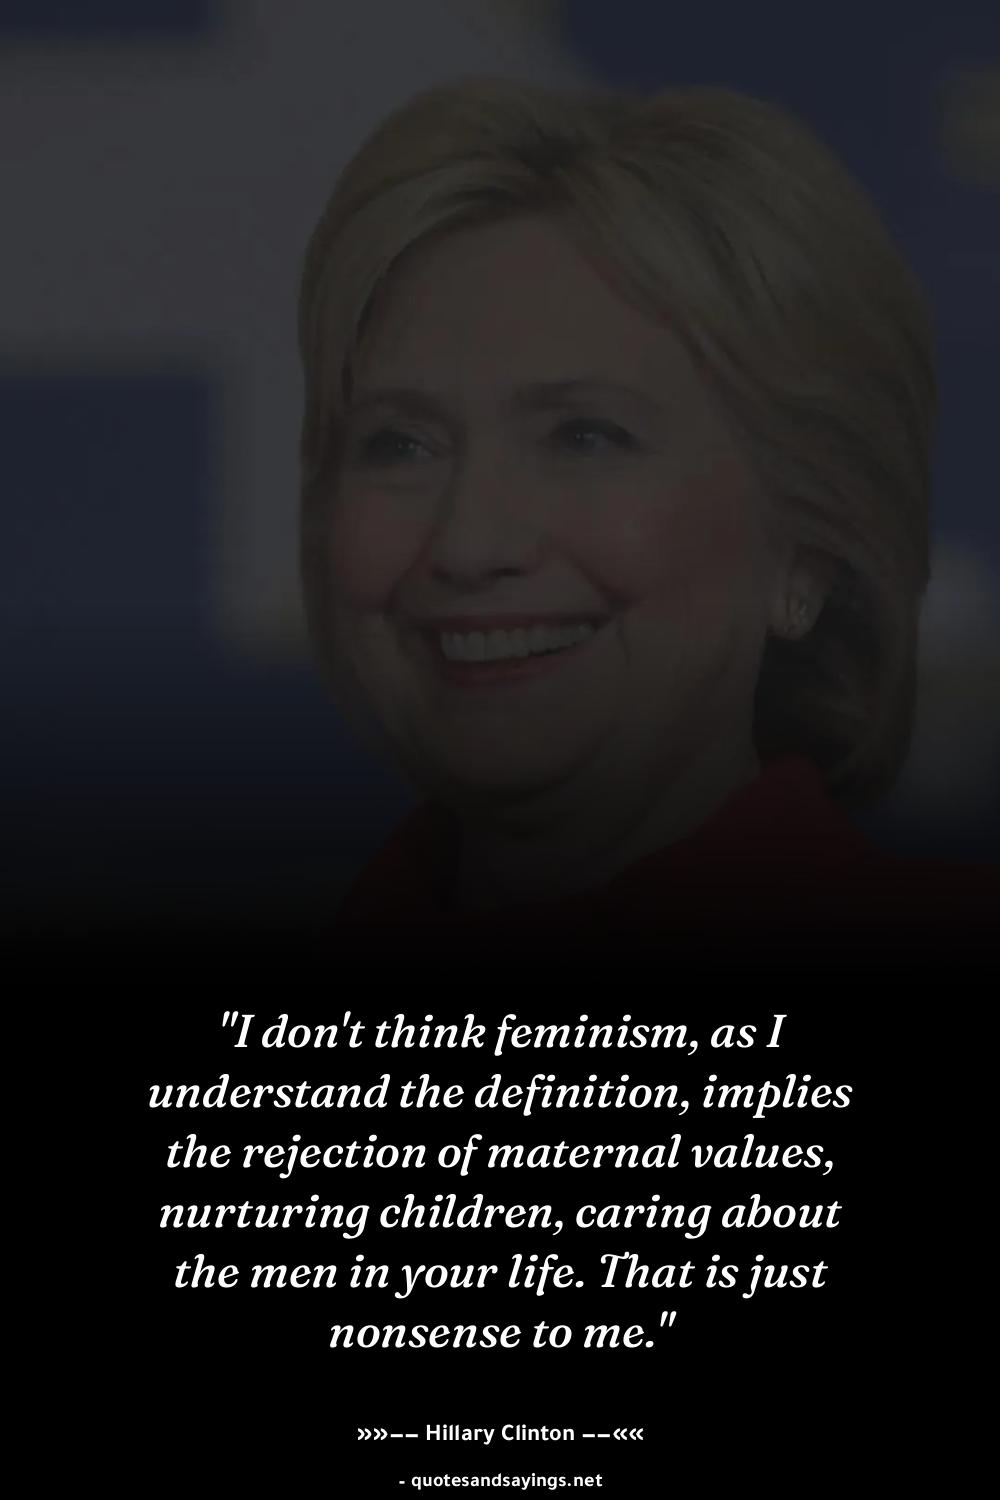 "I don't think feminism, as I
understand the definition, implies
the rejection of maternal values,
nurturing children, caring about
the men in your life. That is just
nonsense to me."
»»−− Hillary Clinton −−««
- quotesandsayings.net